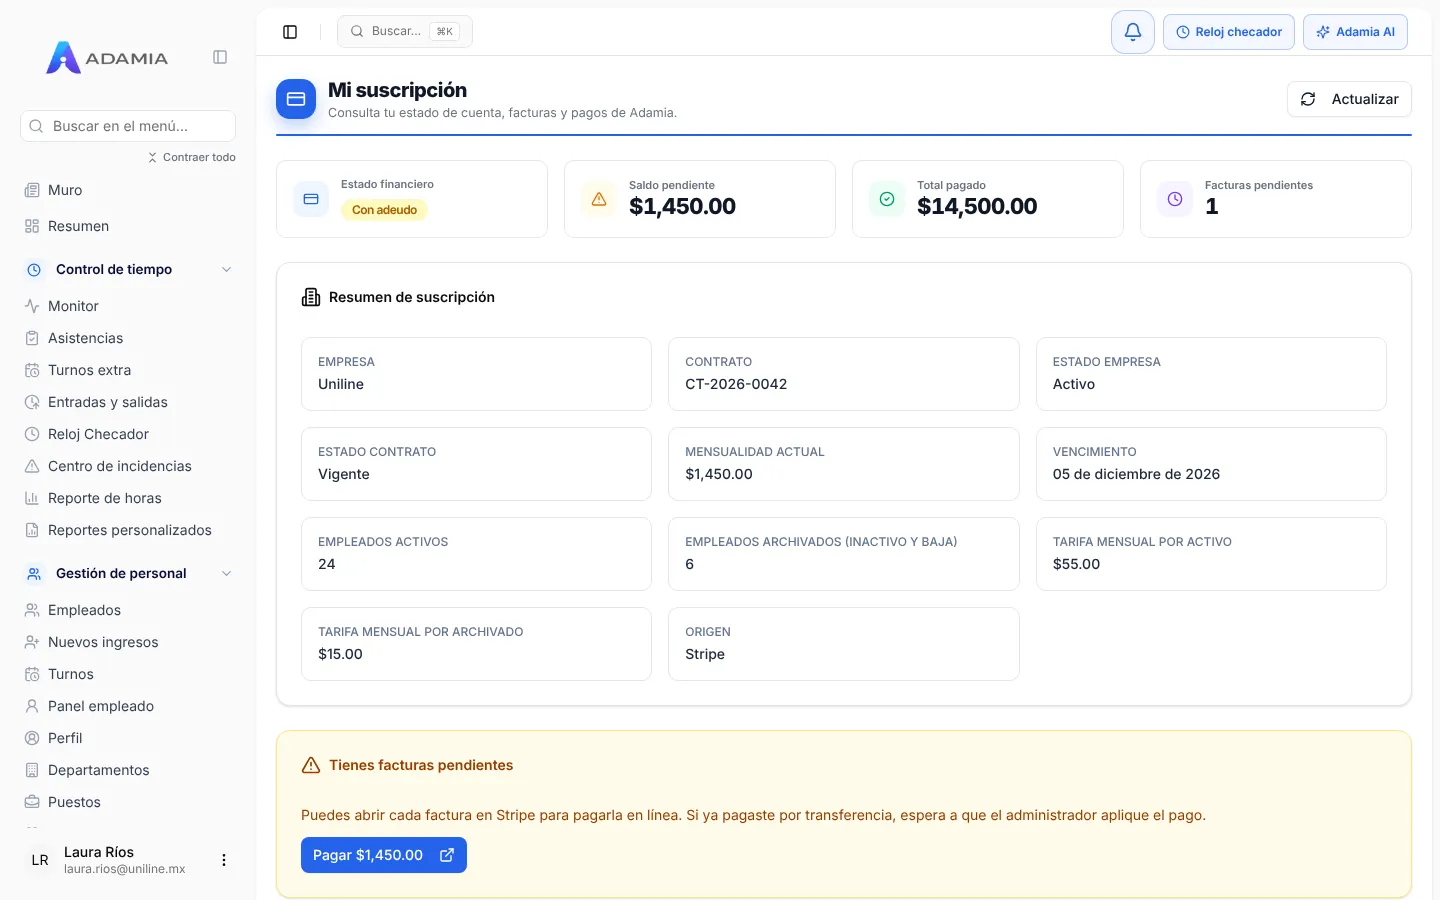 ADAMIA
Buscar en el menú...
Contraer todo
Muro
Resumen
Control de tiempo
Monitor
Asistencias
Turnos extra
Entradas y salidas
Reloj Checador
Centro de incidencias
Reporte de horas
Reportes personalizados
Gestión de personal
Empleados
Nuevos ingresos
Turnos
Panel empleado
Perfil
Departamentos
Puestos
LR
Laura Ríos
laura.rios@uniline.mx
Buscar... ⌘K
Reloj checador
Adamia AI
Mi suscripción
Consulta tu estado de cuenta, facturas y pagos de Adamia.
Actualizar
Estado financiero
Con adeudo
Saldo pendiente
$1,450.00
Total pagado
$14,500.00
Facturas pendientes
1
Resumen de suscripción
EMPRESA
Uniline
CONTRATO
CT-2026-0042
ESTADO EMPRESA
Activo
ESTADO CONTRATO
Vigente
MENSUALIDAD ACTUAL
$1,450.00
VENCIMIENTO
05 de diciembre de 2026
EMPLEADOS ACTIVOS
24
EMPLEADOS ARCHIVADOS (INACTIVO Y BAJA)
6
TARIFA MENSUAL POR ACTIVO
$55.00
TARIFA MENSUAL POR ARCHIVADO
$15.00
ORIGEN
Stripe
Tienes facturas pendientes
Puedes abrir cada factura en Stripe para pagarla en línea. Si ya pagaste por transferencia, espera a que el administrador aplique el pago.
Pagar $1,450.00